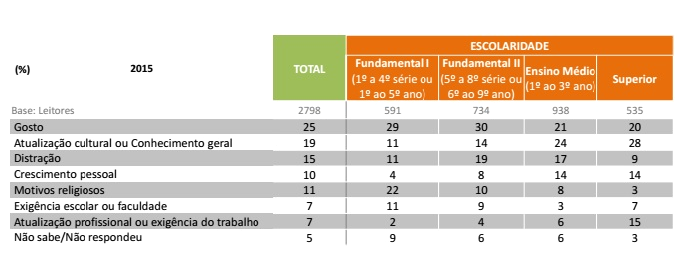 ESCOLARIDADE
(%) 2015 TOTAL Fundamental I (1º a 4º série ou 1º ao 5º ano) Fundamental II (5º a 8º série ou 6º ao 9º ano) Ensino Médio (1º ao 3º ano) Superior
Base: Leitores 2798 591 734 938 535
Gosto 25 29 30 21 20
Atualização cultural ou Conhecimento geral 19 11 14 24 28
Distração 15 11 19 17 9
Crescimento pessoal 10 4 8 14 14
Motivos religiosos 11 22 10 8 3
Exigência escolar ou faculdade 7 11 9 3 7
Atualização profissional ou exigência do trabalho 7 2 4 6 15
Não sabe/Não respondeu 5 9 6 6 3